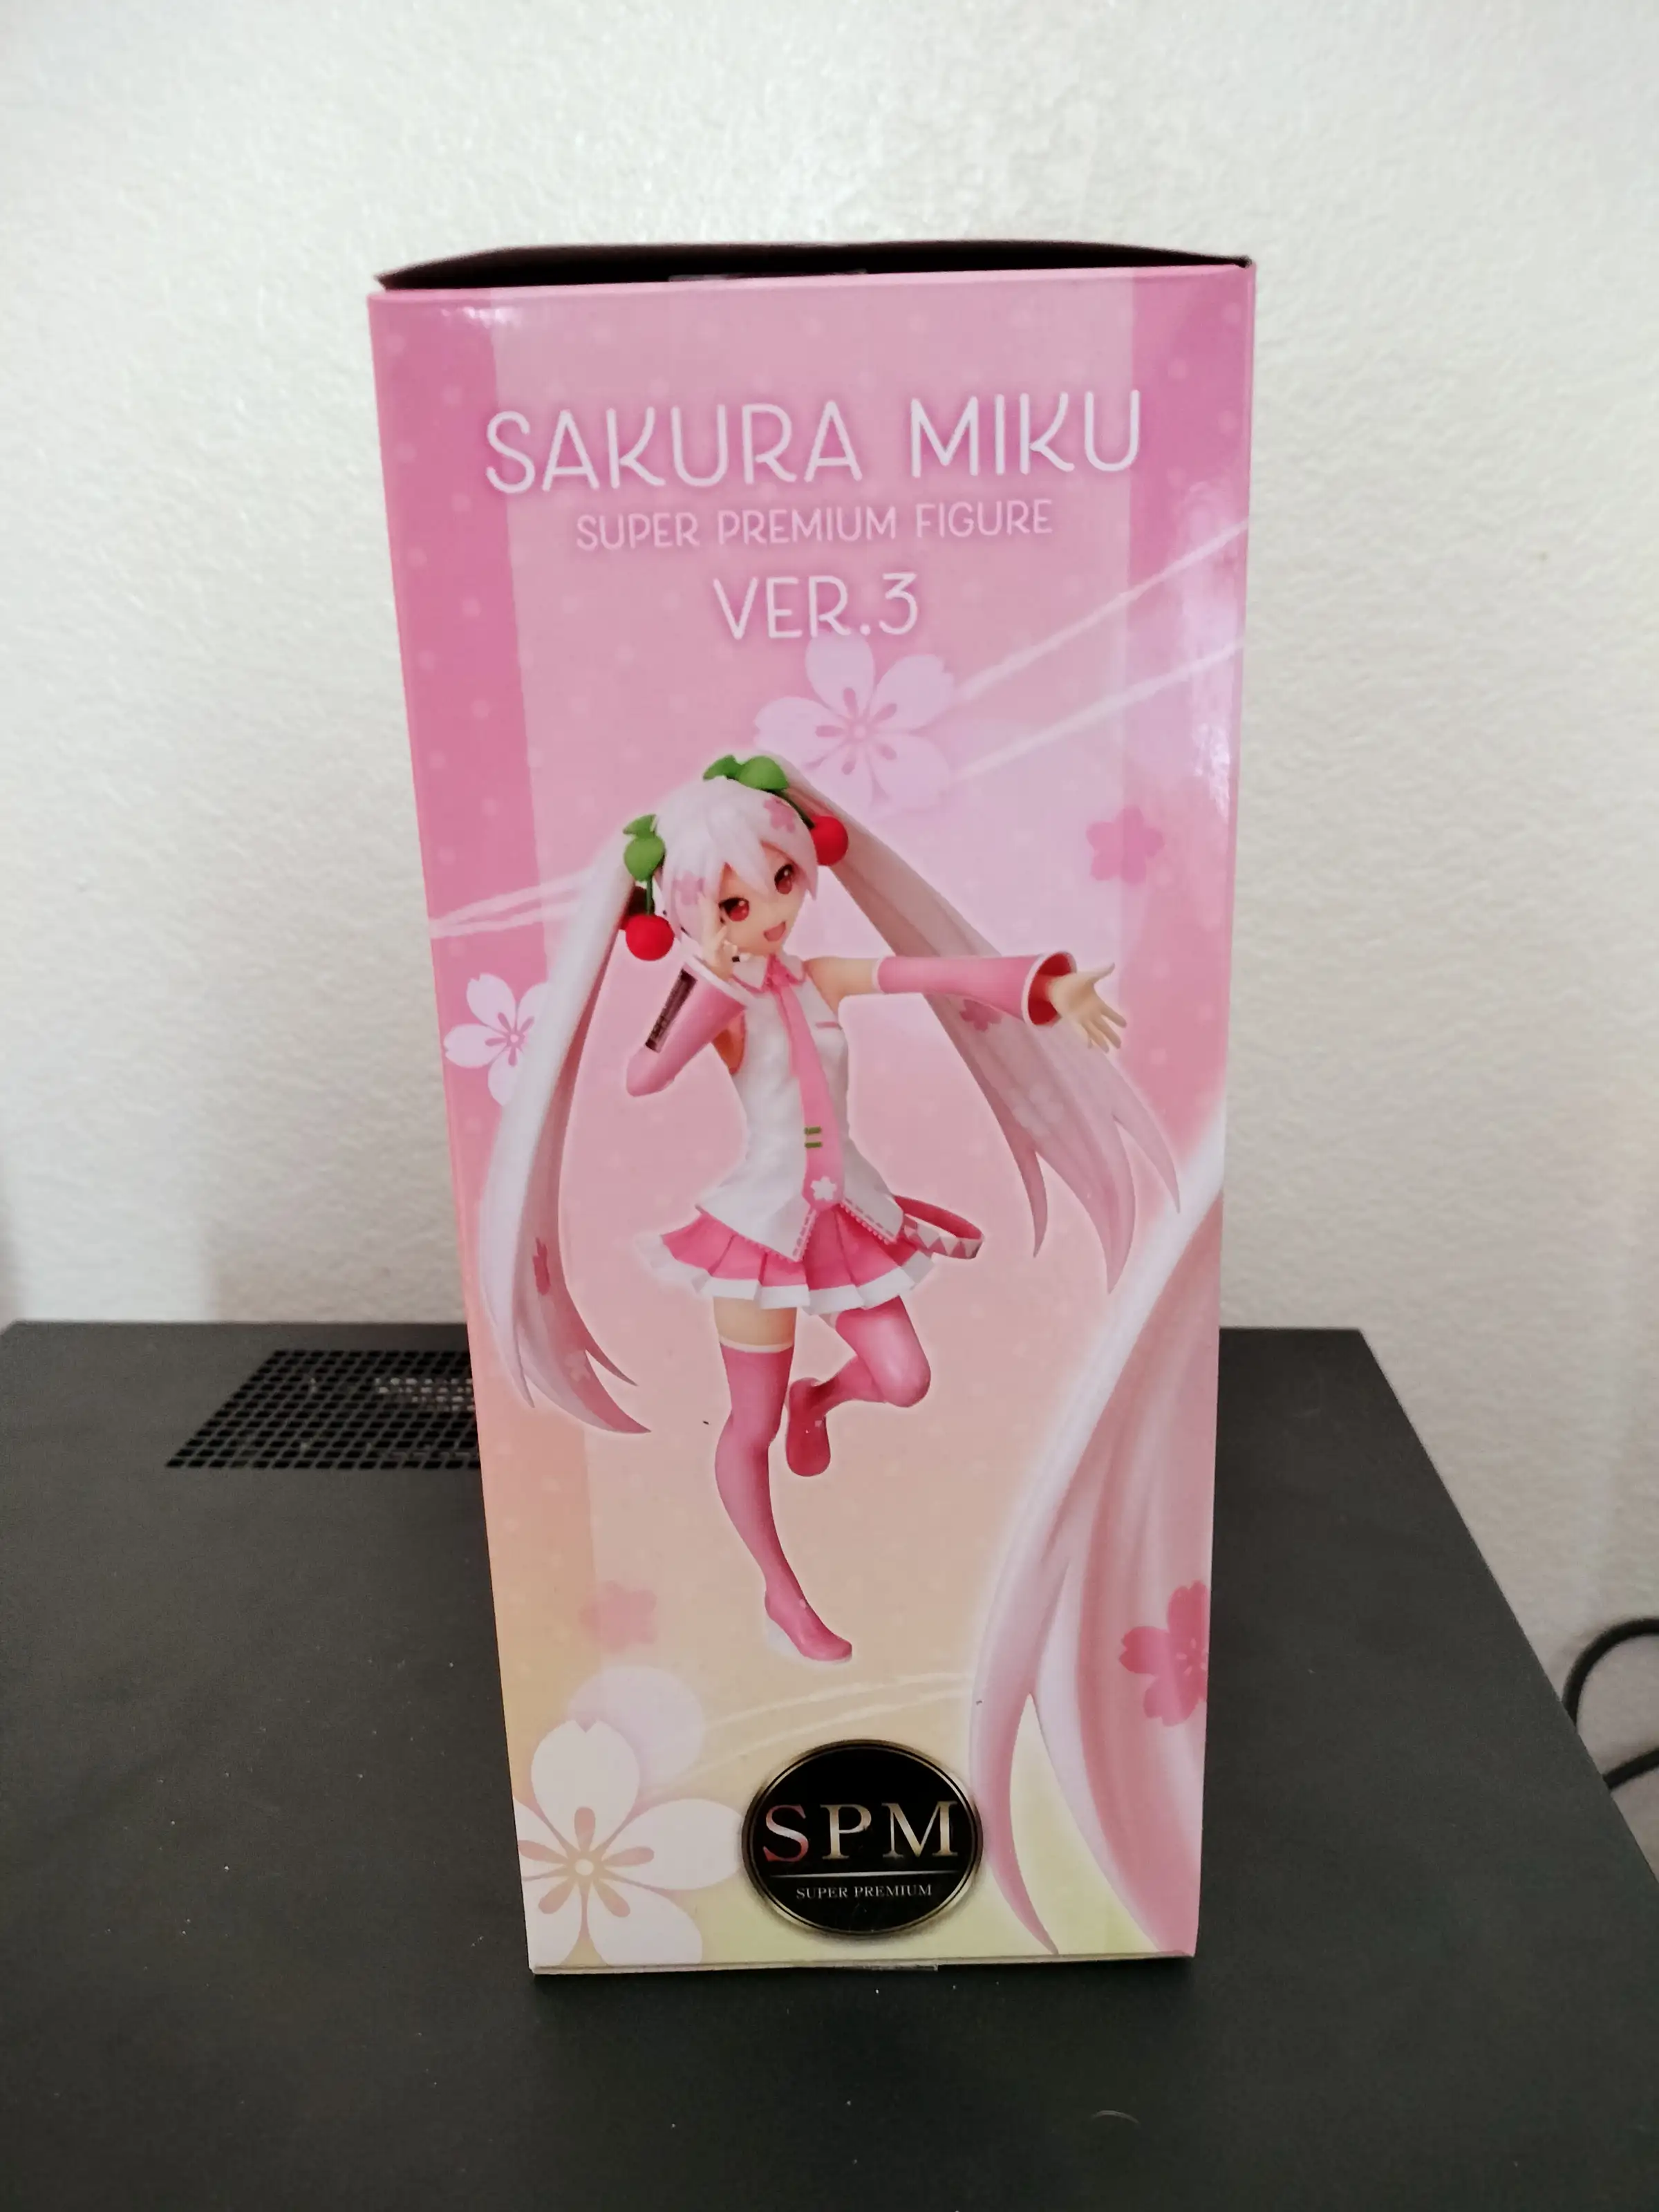 SAKURA MIKU
SUPER PREMIUM FIGURE
VER.3
SPM
SUPER PREMIUM